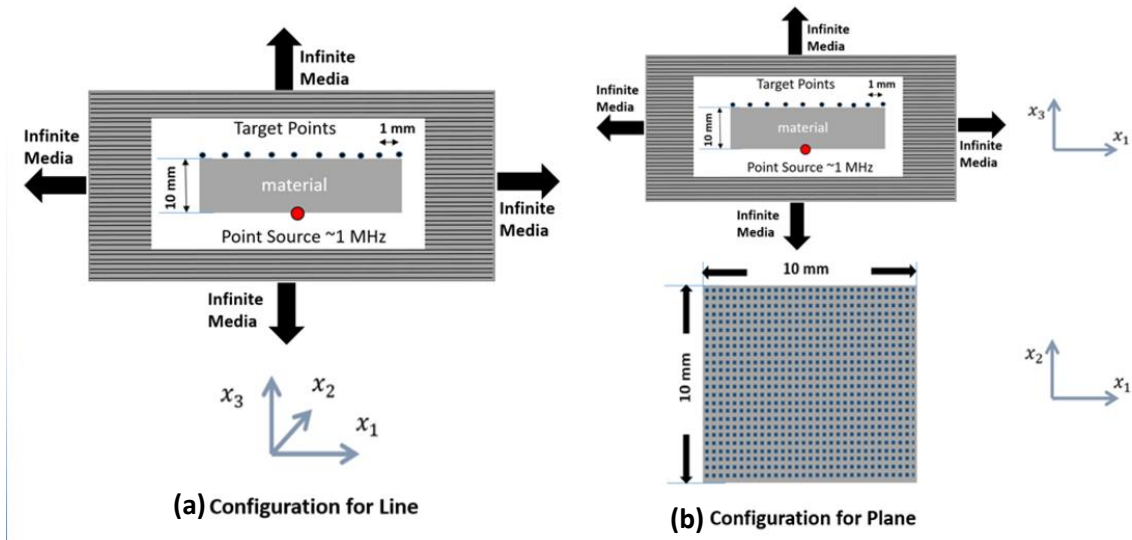 Infinite
Media
Infinite
Media
Target Points
1 mm
10 mm
material
Point Source ~1 MHz
Infinite
Media
Infinite
Media
x₃
x₂
x₁
(a) Configuration for Line
Infinite
Media
Infinite
Media
Target Points
1 mm
10 mm
material
Point Source ~1 MHz
Infinite
Media
Infinite
Media
x₃
x₁
10 mm
10 mm
x₂
x₁
(b) Configuration for Plane